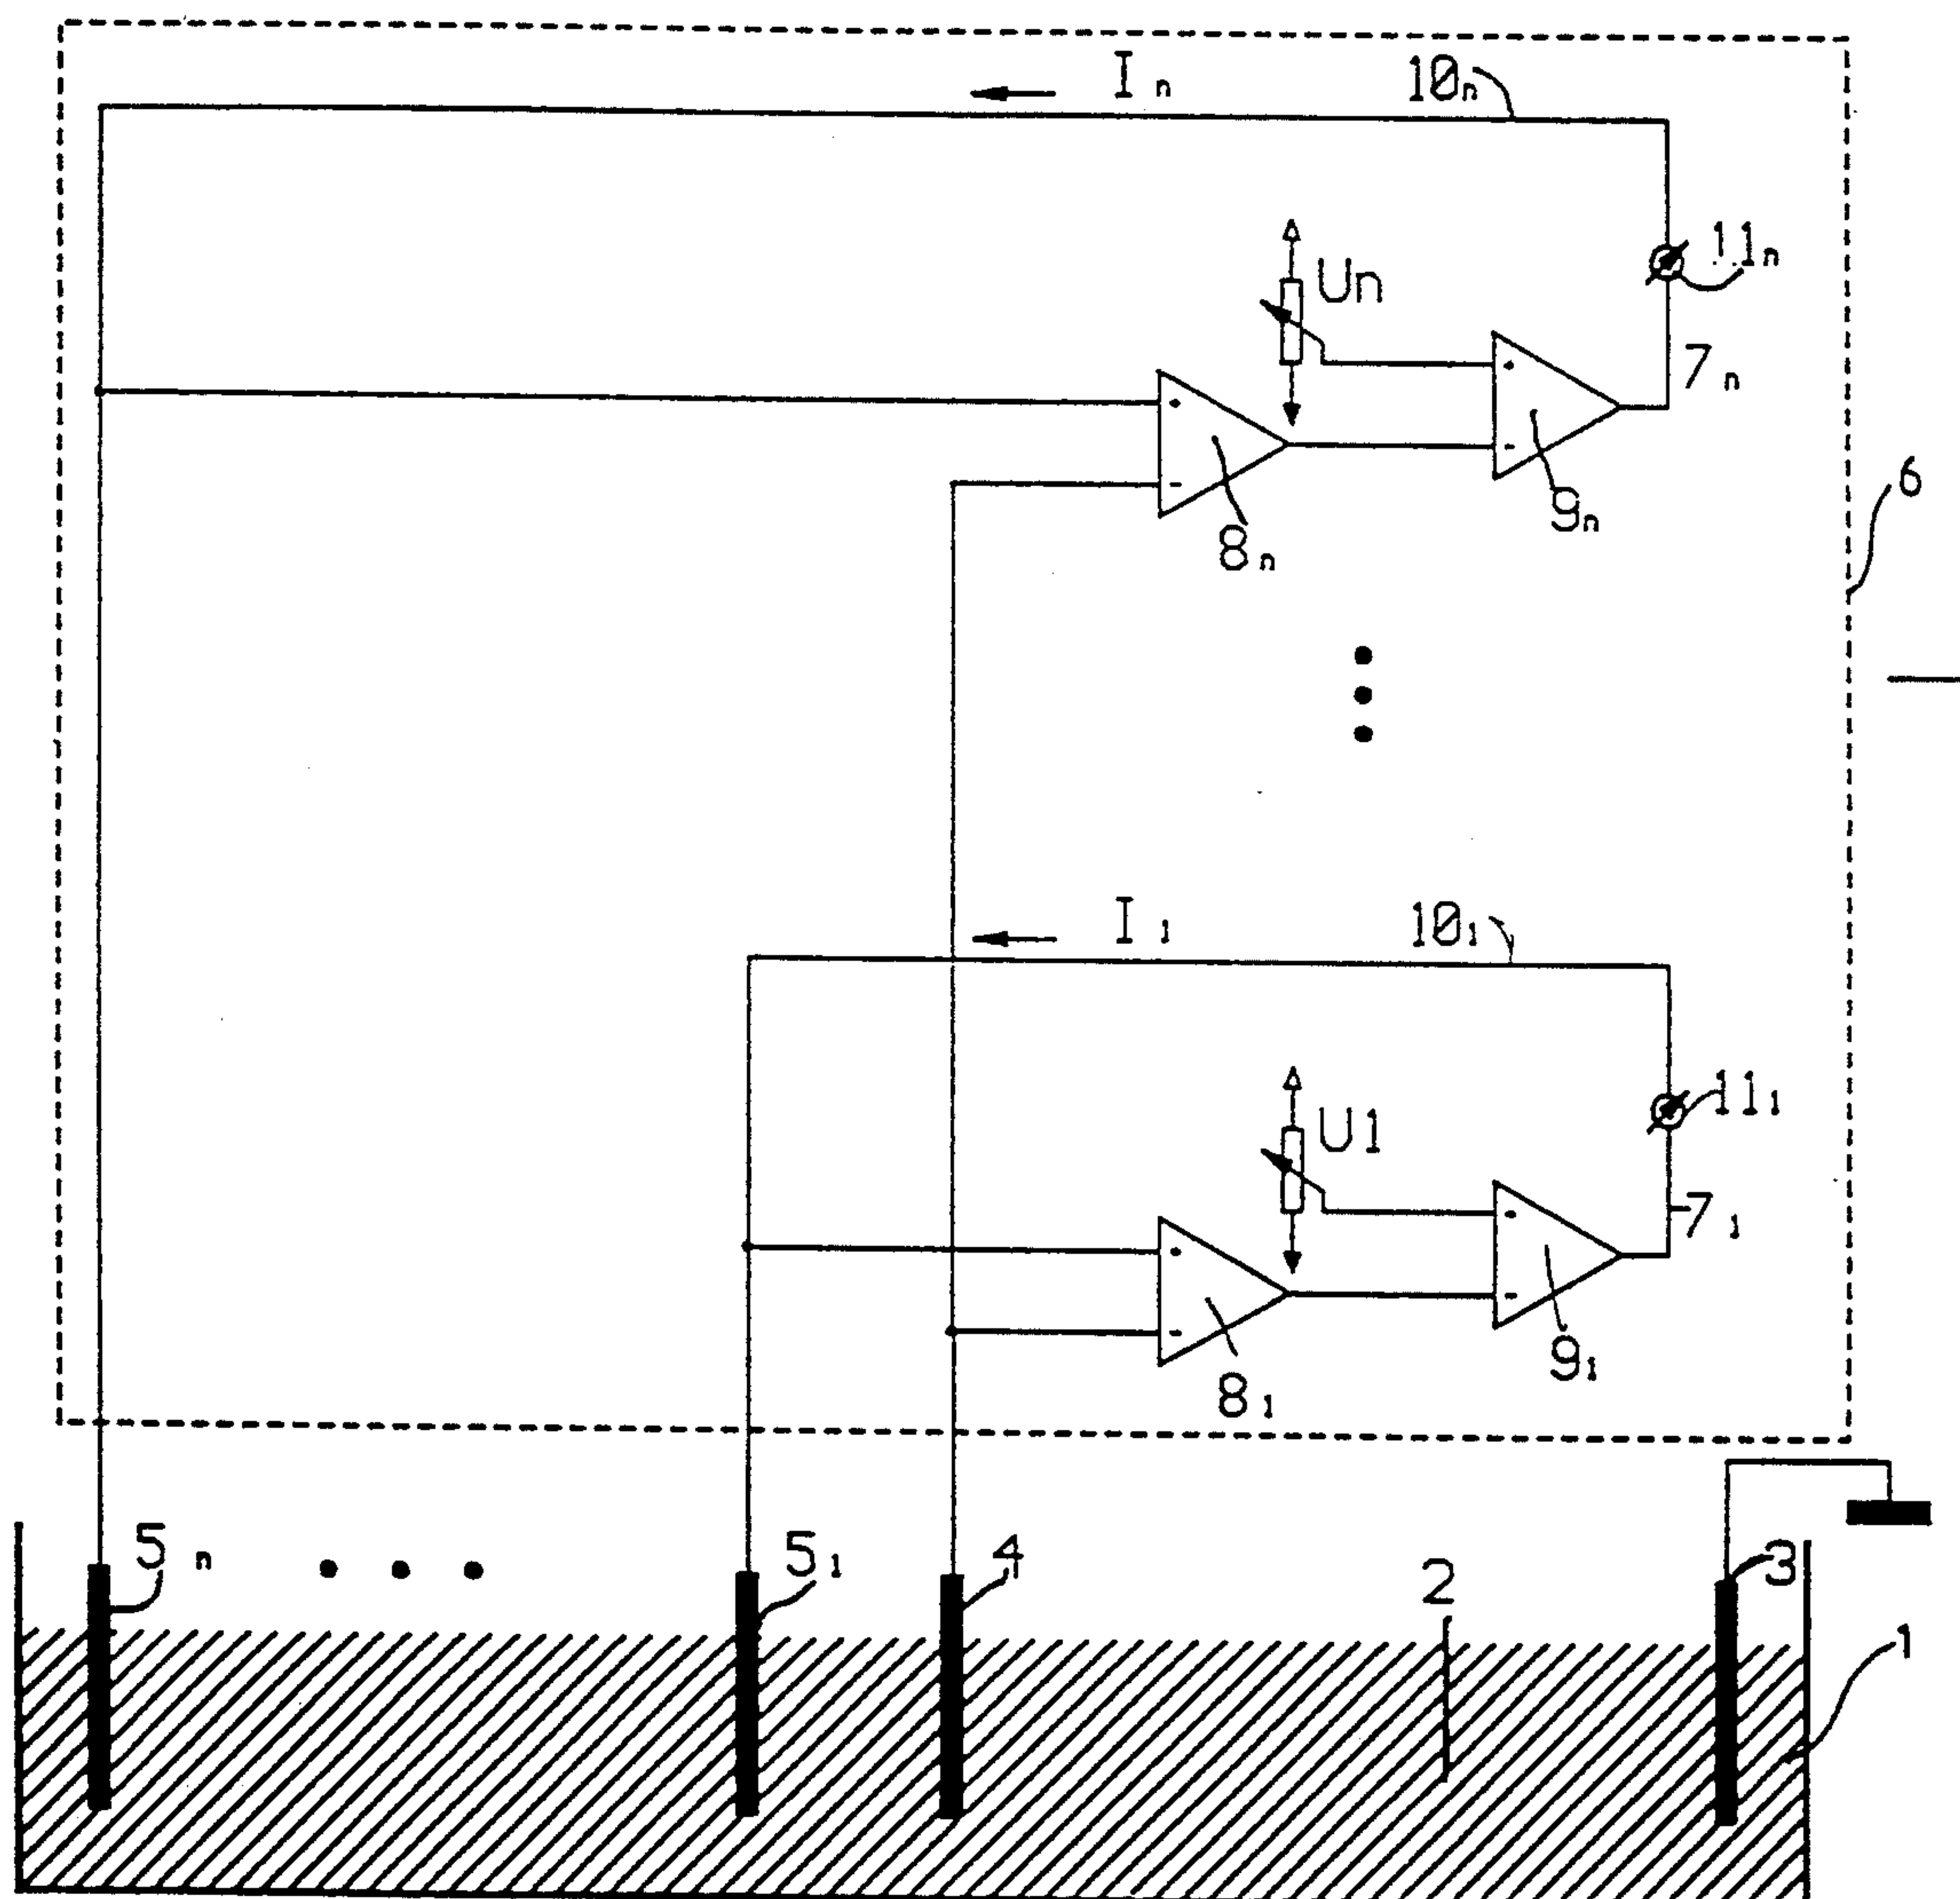 Iₙ
10ₙ
11ₙ
Un
7ₙ
+
-
+
-
9ₙ
8ₙ
6
I₁
10₁
11₁
U1
7₁
+
-
+
-
9₁
8₁
5ₙ
5₁
4
2
3
1